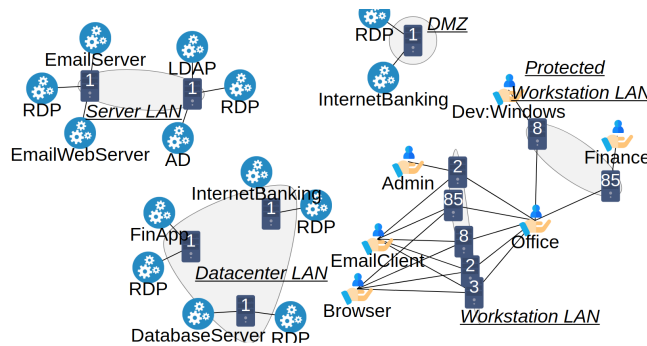 RDP
1
DMZ
InternetBanking
EmailServer
LDAP
1
1
RDP
Server LAN
RDP
EmailWebServer
AD
Protected
Workstation LAN
Dev:Windows
8
Finance
85
InternetBanking
1
RDP
FinApp
1
RDP
Datacenter LAN
1
DatabaseServer
RDP
Admin
2
85
8
2
3
EmailClient
Office
Browser
Workstation LAN